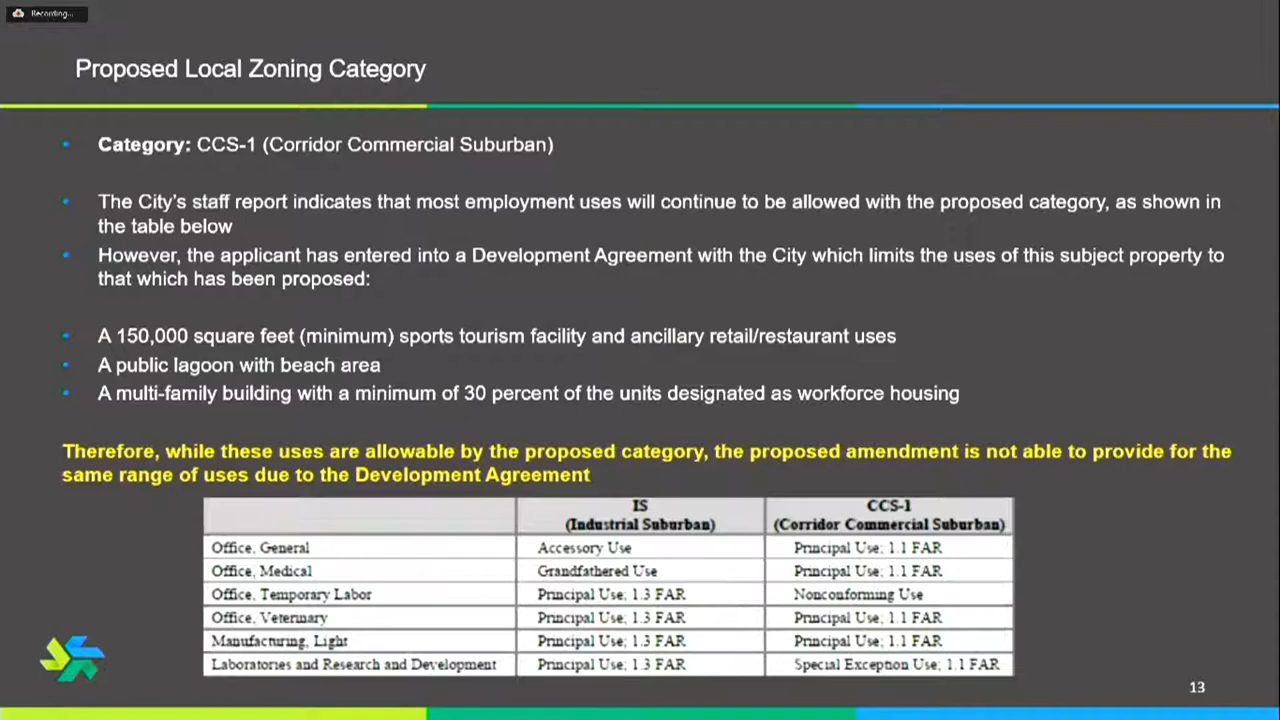 Recording...
Proposed Local Zoning Category
Category: CCS-1 (Corridor Commercial Suburban)
The City's staff report indicates that most employment uses will continue to be allowed with the proposed category, as shown in
the table below
However, the applicant has entered into a Development Agreement with the City which limits the uses of this subject property to
that which has been proposed:
A 150,000 square feet (minimum) sports tourism facility and ancillary retail/restaurant uses
A public lagoon with beach area
A multi-family building with a minimum of 30 percent of the units designated as workforce housing
Therefore, while these uses are allowable by the proposed category, the proposed amendment is not able to provide for the
same range of uses due to the Development Agreement
IS CCS-1
(Industrial Suburban) (Corridor Commercial Suburban)
Office, General Accessory Use Principal Use; 1.1 FAR
Office, Medical Grandfathered Use Principal Use; 1.1 FAR
Office, Temporary Labor Principal Use; 1.3 FAR Nonconforming Use
Office, Veterinary Principal Use; 1.3 FAR Principal Use; 1.1 FAR
Manufacturing, Light Principal Use; 1.3 FAR Principal Use; 1.1 FAR
Laboratories and Research and Development Principal Use; 1.3 FAR Special Exception Use; 1.1 FAR
13